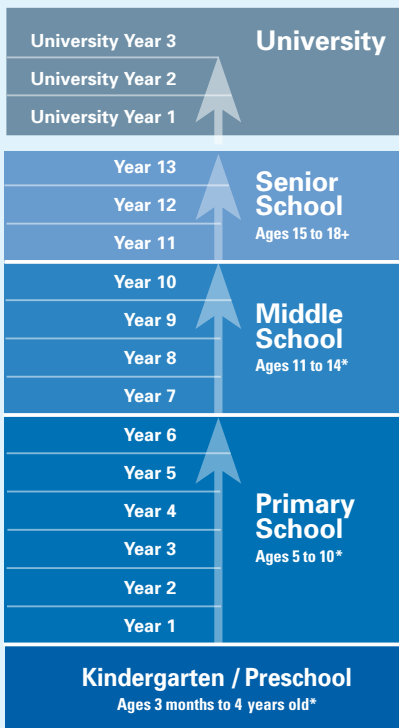 University Year 3
University
University Year 2
University Year 1
Year 13
Senior
School
Year 12
Ages 15 to 18+
Year 11
Year 10
Middle
School
Year 9
Ages 11 to 14*
Year 8
Year 7
Year 6
Year 5
Year 4
Primary
School
Year 3
Ages 5 to 10*
Year 2
Year 1
Kindergarten / Preschool
Ages 3 months to 4 years old*